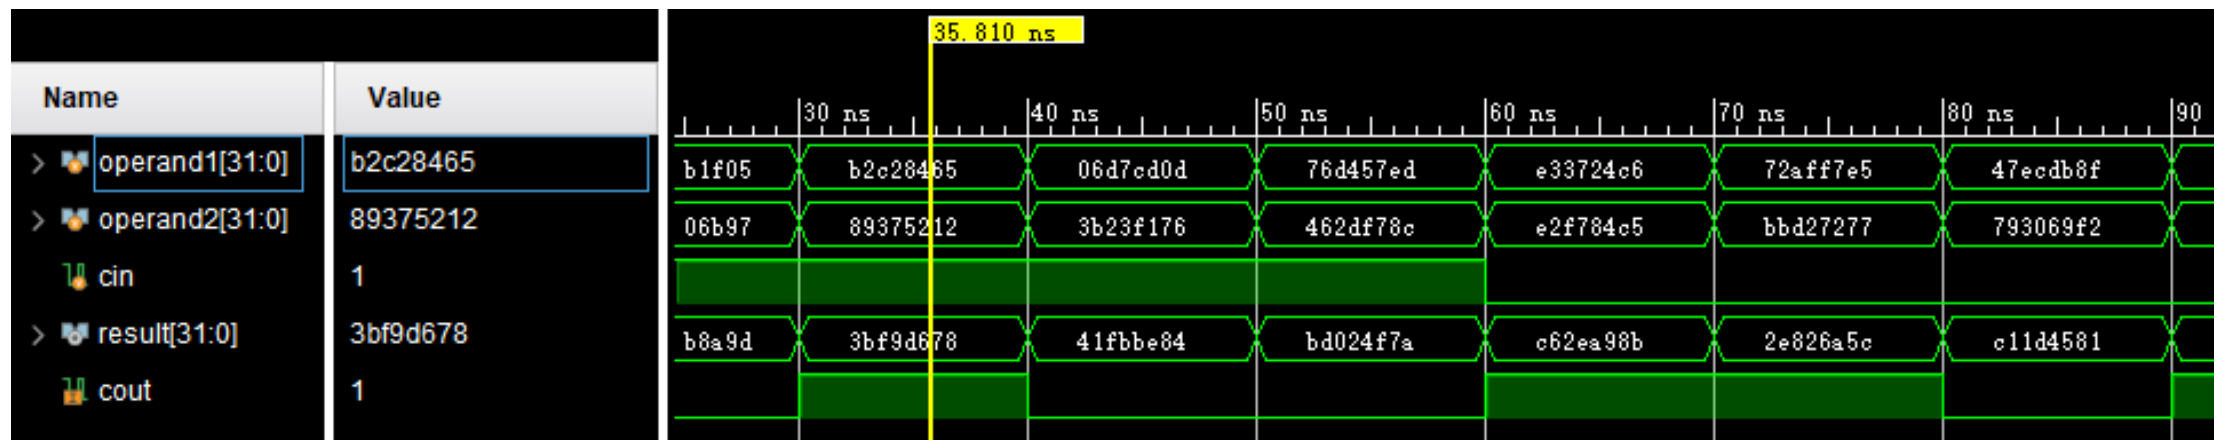 35.810 ns
Name Value
30 ns 40 ns 50 ns 60 ns 70 ns 80 ns 90
operand1[31:0] b2c28465 b1f05 b2c28465 06d7cd0d 76d457ed e33724c6 72aff7e5 47ecdb8f
operand2[31:0] 89375212 06b97 89375212 3b23f176 462df78c e2f784c5 bbd27277 793069f2
cin 1
result[31:0] 3bf9d678 b8a9d 3bf9d678 41fbbe84 bd024f7a c62ea98b 2e826a5c c11d4581
cout 1